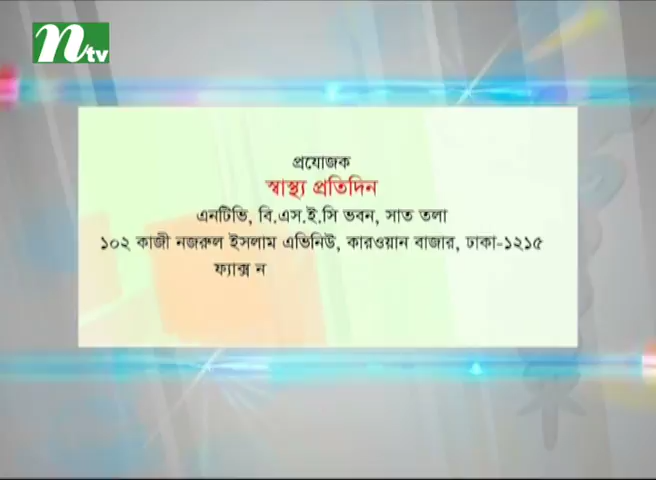 ntv
প্রযোজক
স্বাস্থ্য প্রতিদিন
এনটিভি, বি.এস.ই.সি ভবন, সাত তলা
১০২ কাজী নজরুল ইসলাম এভিনিউ, কারওয়ান বাজার, ঢাকা-১২১৫
ফ্যাক্স ন